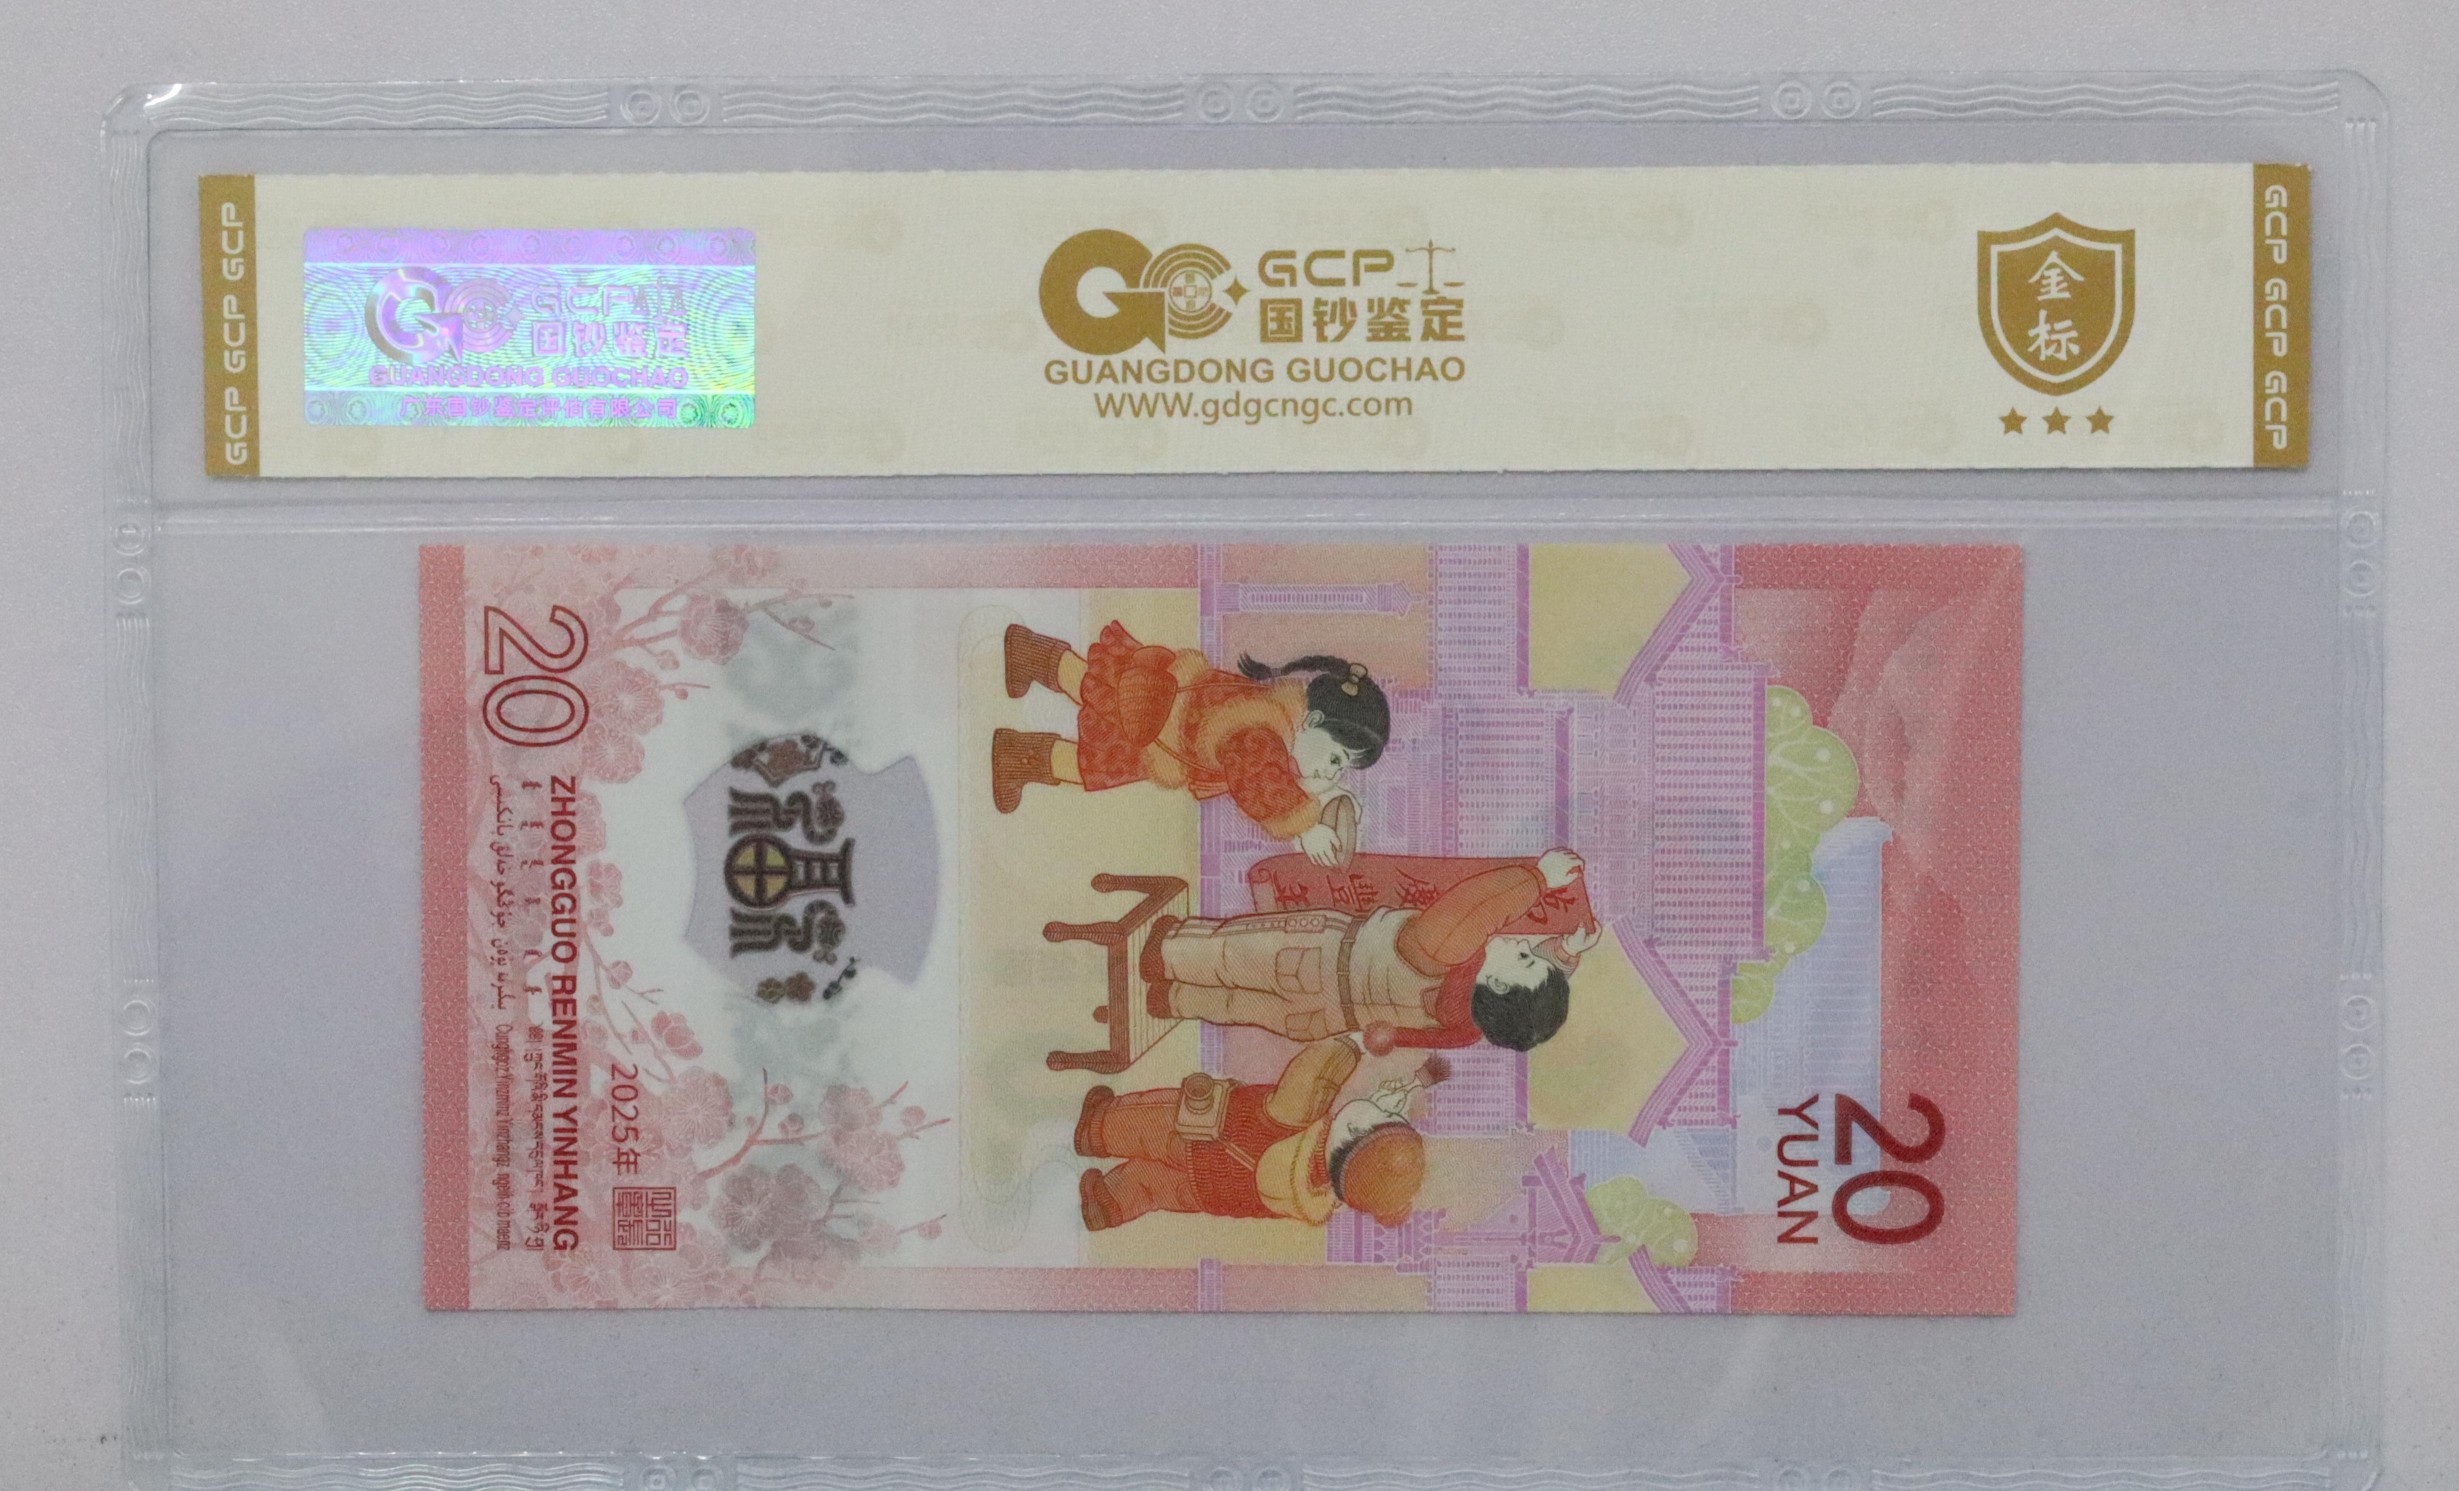 GCP GCP GCP
GCP
国钞鉴定
GUANGDONG GUOCHAO
广东国钞鉴定评估有限公司
GCP
国钞鉴定
GUANGDONG GUOCHAO
WWW.gdgcngc.com
金
标
GCP GCP GCP
20
YUAN
2025年
ZHONGGUO RENMIN YINHANG
20